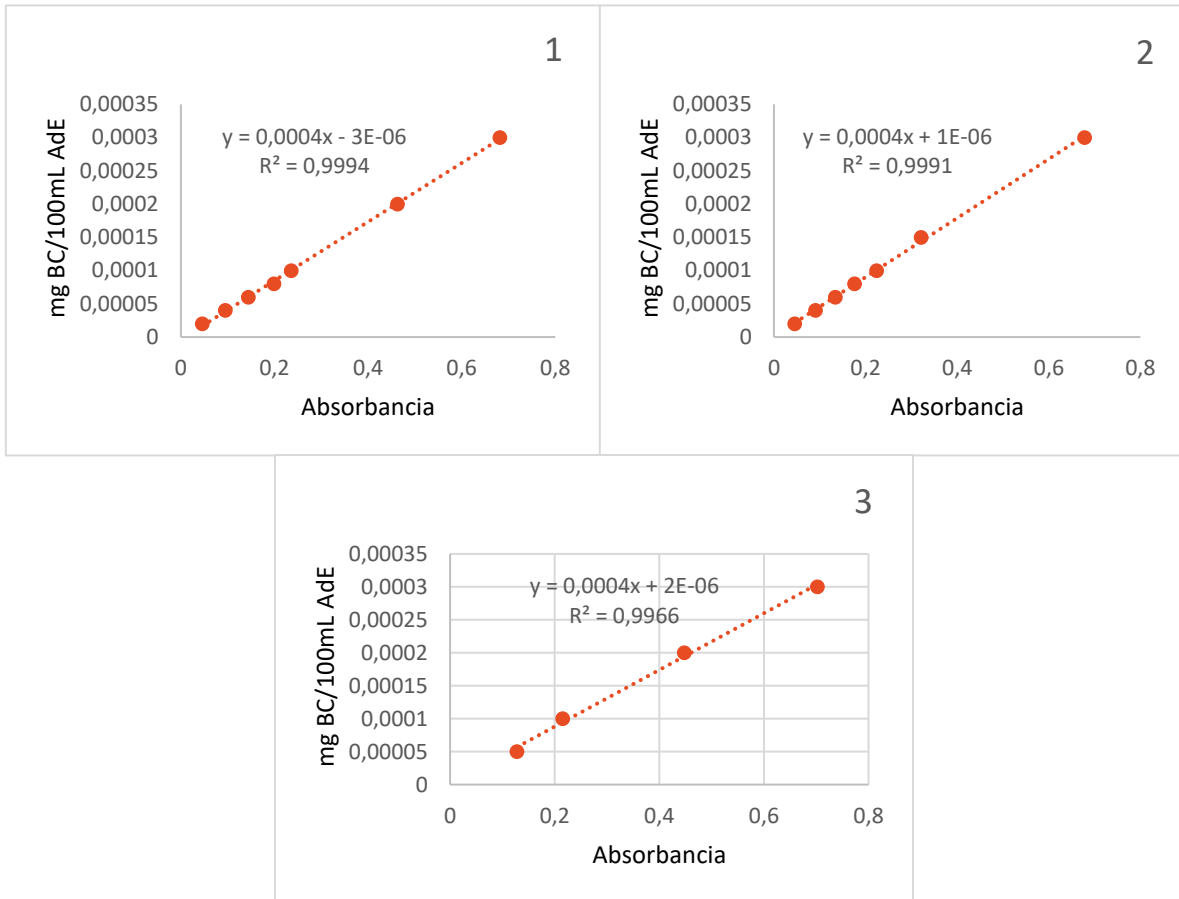 1
mg BC/100mL AdE
0,00035
0,0003
0,00025
0,0002
0,00015
0,0001
0,00005
0
y = 0,0004x - 3E-06
R² = 0,9994
0 0,2 0,4 0,6 0,8
Absorbancia
2
mg BC/100mL AdE
0,00035
0,0003
0,00025
0,0002
0,00015
0,0001
0,00005
0
y = 0,0004x + 1E-06
R² = 0,9991
0 0,2 0,4 0,6 0,8
Absorbancia
3
mg BC/100mL AdE
0,00035
0,0003
0,00025
0,0002
0,00015
0,0001
0,00005
0
y = 0,0004x + 2E-06
R² = 0,9966
0 0,2 0,4 0,6 0,8
Absorbancia